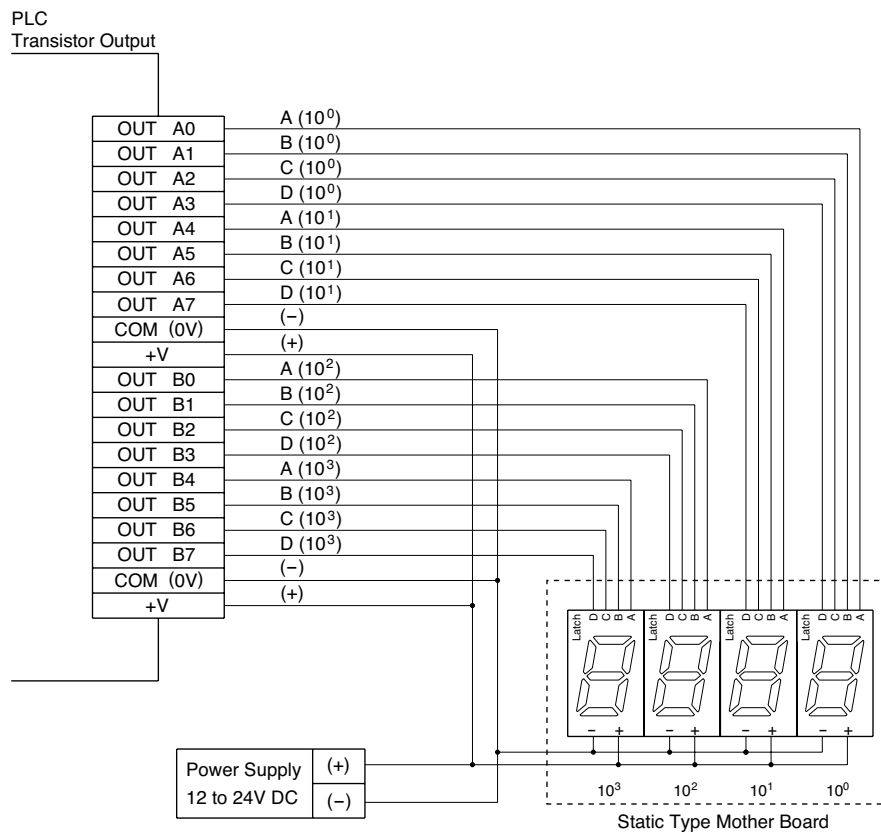 PLC
Transistor Output
OUT A0 A (10⁰)
OUT A1 B (10⁰)
OUT A2 C (10⁰)
OUT A3 D (10⁰)
OUT A4 A (10¹)
OUT A5 B (10¹)
OUT A6 C (10¹)
OUT A7 D (10¹)
COM (0V) (−)
+V (+)
OUT B0 A (10²)
OUT B1 B (10²)
OUT B2 C (10²)
OUT B3 D (10²)
OUT B4 A (10³)
OUT B5 B (10³)
OUT B6 C (10³)
OUT B7 D (10³)
COM (0V) (−)
+V (+)
Latch D C B A Latch D C B A Latch D C B A Latch D C B A
− + − + − + − +
10³ 10² 10¹ 10⁰
Power Supply (+)
12 to 24V DC (−)
Static Type Mother Board